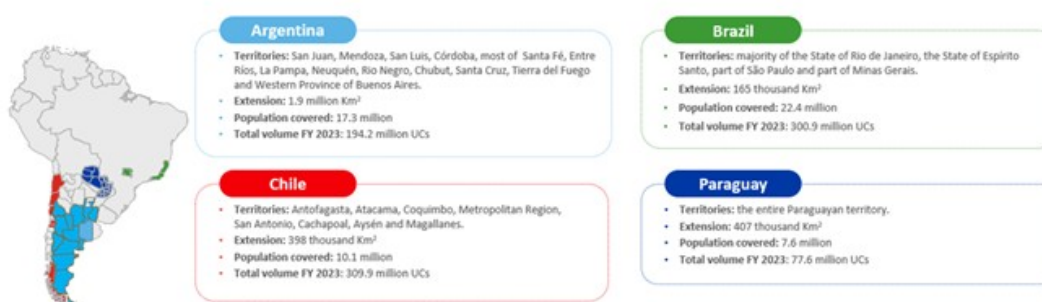 Argentina
• Territories: San Juan, Mendoza, San Luis, Córdoba, most of Santa Fé, Entre
Ríos, La Pampa, Neuquén, Rio Negro, Chubut, Santa Cruz, Tierra del Fuego
and Western Province of Buenos Aires.
• Extension: 1.9 million Km²
• Population covered: 17.3 million
• Total volume FY 2023: 194.2 million UCs
Brazil
• Territories: majority of the State of Rio de Janeiro, the State of Espírito
Santo, part of São Paulo and part of Minas Gerais.
• Extension: 165 thousand Km²
• Population covered: 22.4 million
• Total volume FY 2023: 300.9 million UCs
Chile
• Territories: Antofagasta, Atacama, Coquimbo, Metropolitan Region,
San Antonio, Cachapoal, Aysén and Magallanes.
• Extension: 398 thousand Km²
• Population covered: 10.1 million
• Total volume FY 2023: 309.9 million UCs
Paraguay
• Territories: the entire Paraguayan territory.
• Extension: 407 thousand Km²
• Population covered: 7.6 million
• Total volume FY 2023: 77.6 million UCs